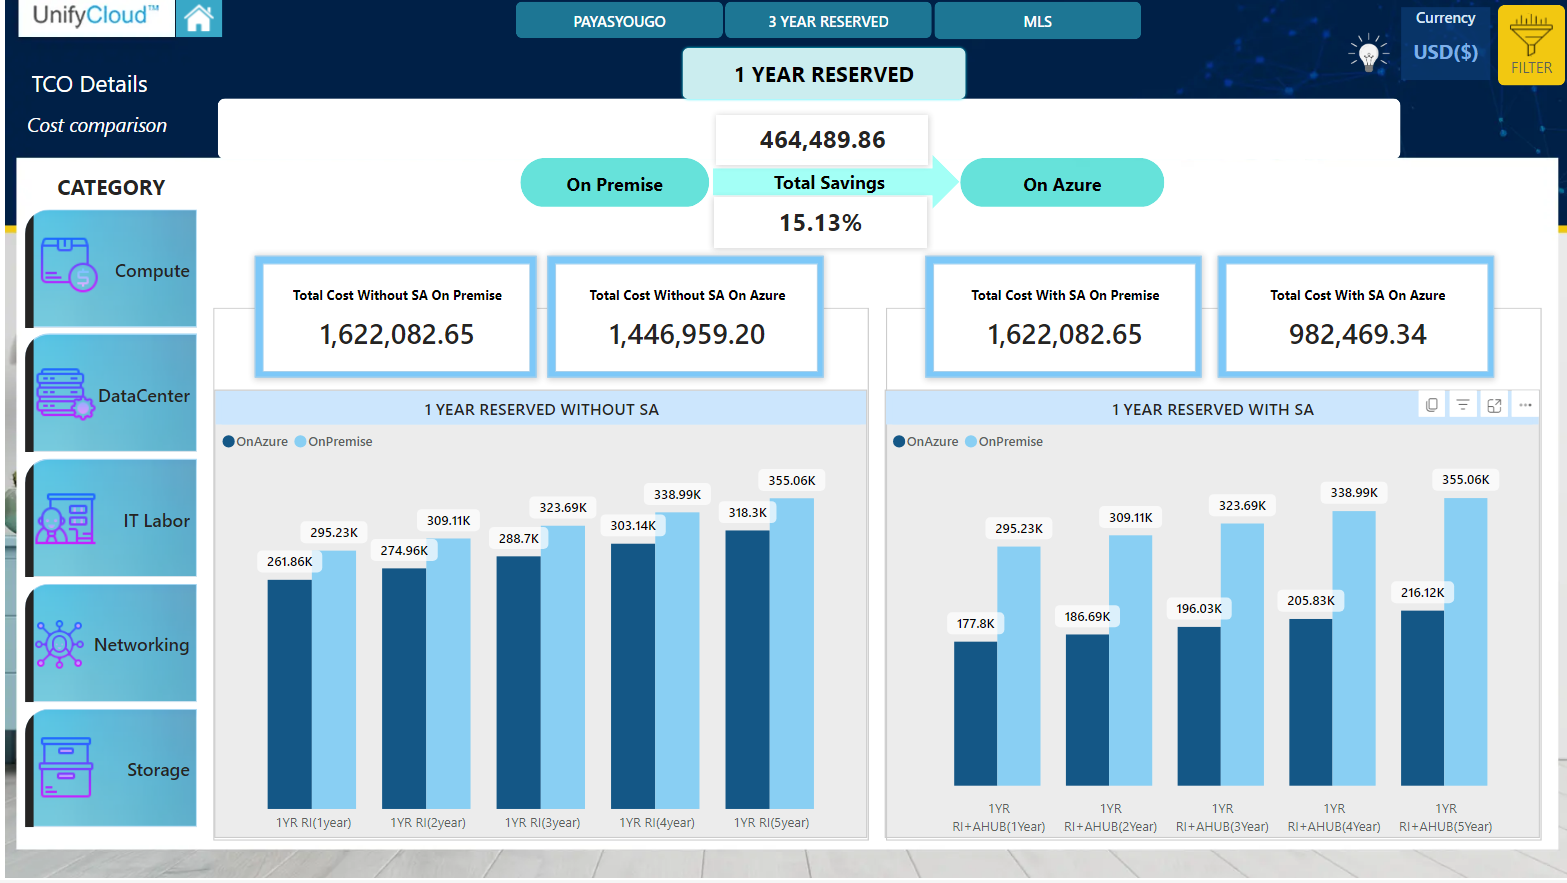 UnifyCloud™
PAYASYOUGO
3 YEAR RESERVED
MLS
Currency
USD($)
FILTER
1 YEAR RESERVED
TCO Details
Cost comparison
464,489.86
On Premise
Total Savings
On Azure
15.13%
CATEGORY
Compute
DataCenter
IT Labor
Networking
Storage
Total Cost Without SA On Premise
1,622,082.65
Total Cost Without SA On Azure
1,446,959.20
Total Cost With SA On Premise
1,622,082.65
Total Cost With SA On Azure
982,469.34
1 YEAR RESERVED WITHOUT SA
OnAzure OnPremise
261.86K
295.23K
274.96K
309.11K
288.7K
323.69K
303.14K
338.99K
318.3K
355.06K
1YR RI(1year)
1YR RI(2year)
1YR RI(3year)
1YR RI(4year)
1YR RI(5year)
1 YEAR RESERVED WITH SA
OnAzure OnPremise
177.8K
295.23K
186.69K
309.11K
196.03K
323.69K
205.83K
338.99K
216.12K
355.06K
1YR
RI+AHUB(1Year)
1YR
RI+AHUB(2Year)
1YR
RI+AHUB(3Year)
1YR
RI+AHUB(4Year)
1YR
RI+AHUB(5Year)